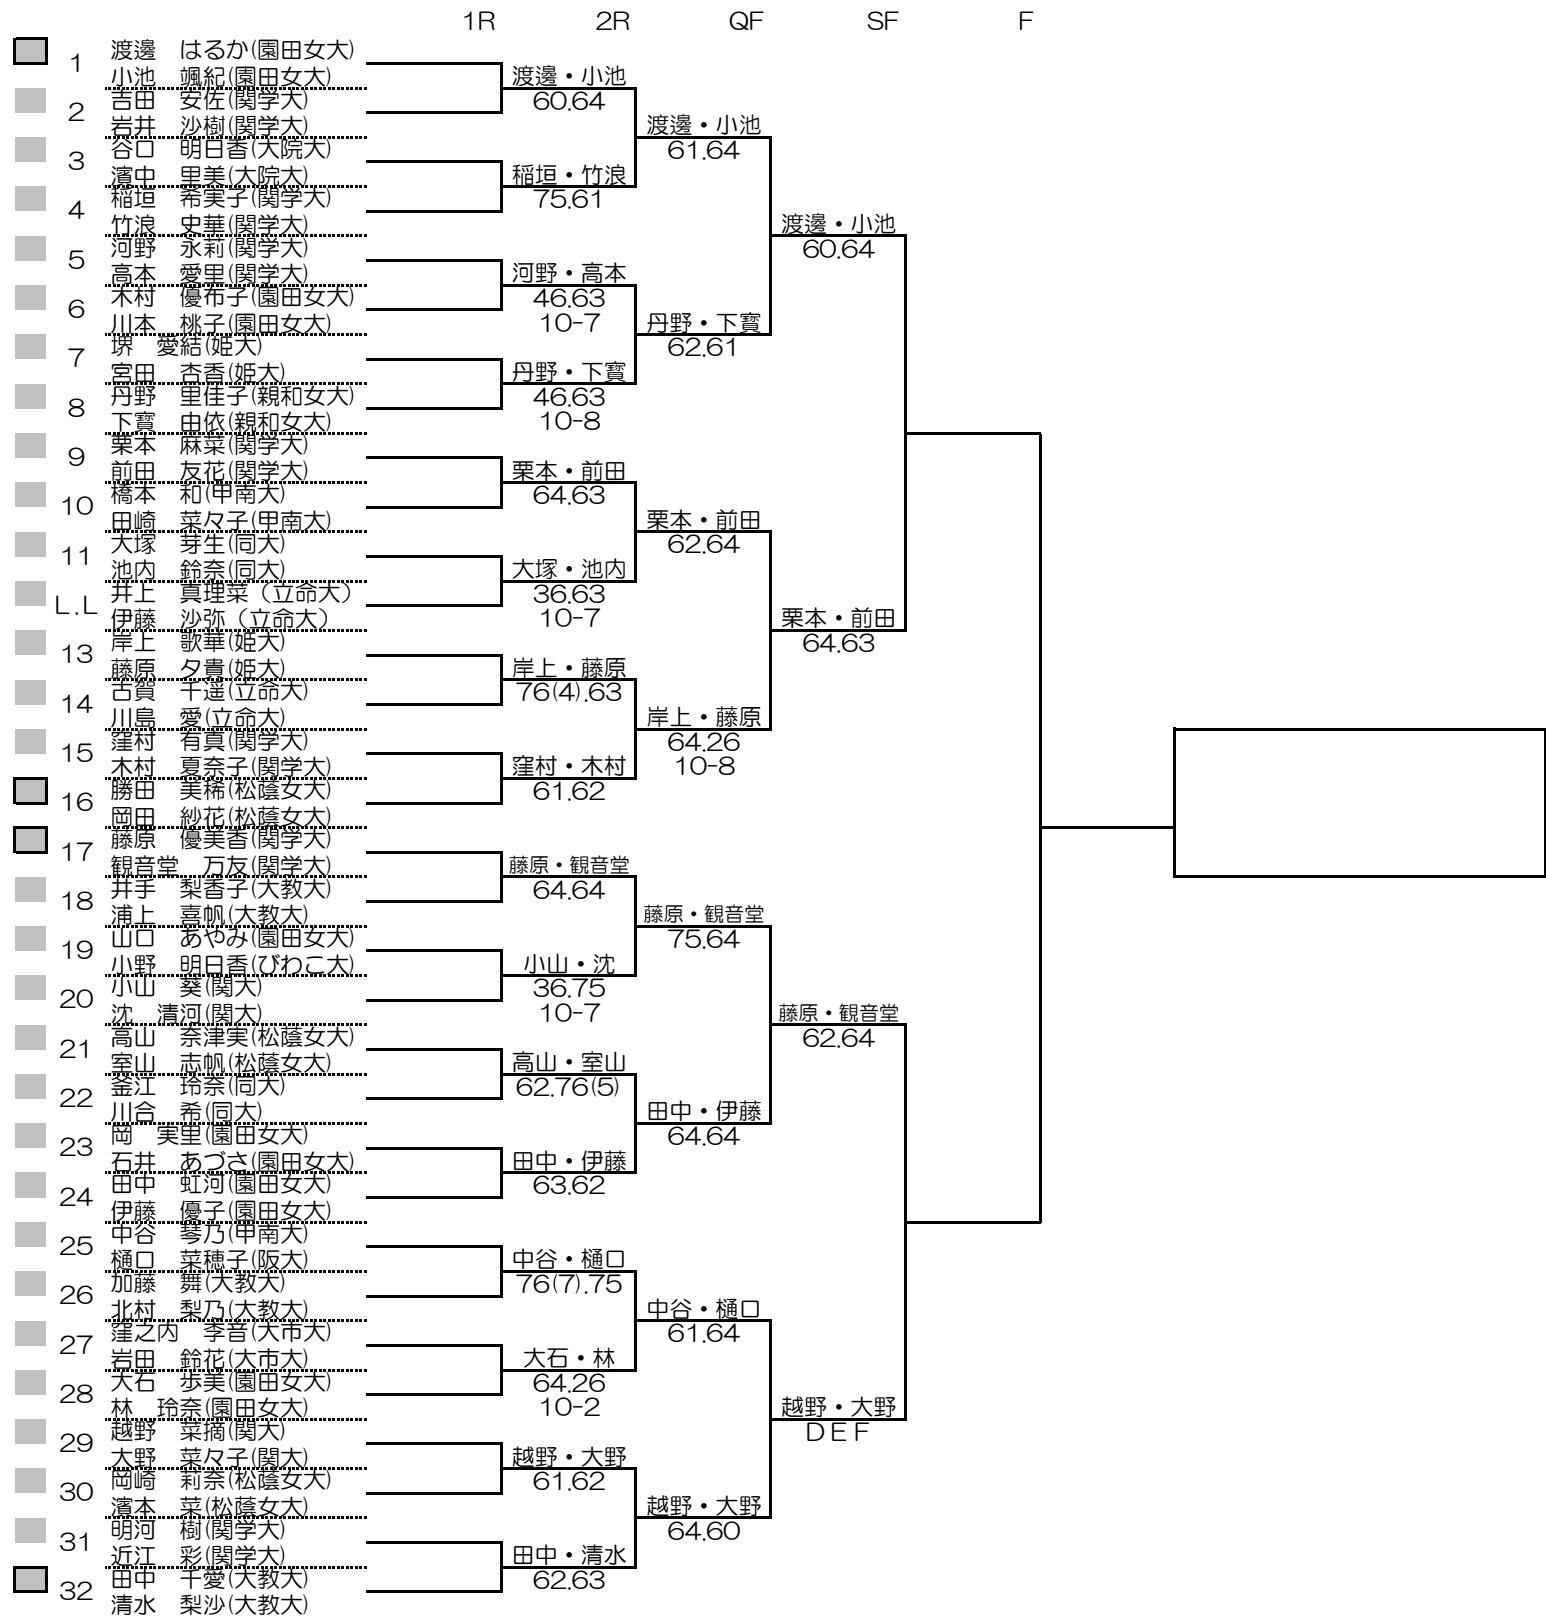 1R 2R QF SF F
1 渡邊 はるか(園田女大)
小池 颯紀(園田女大)
2 吉田 安佐(関学大)
岩井 沙樹(関学大)
3 谷口 明日香(大院大)
濱中 里美(大院大)
4 稲垣 希実子(関学大)
竹浪 史華(関学大)
5 河野 永莉(関学大)
高本 愛里(関学大)
6 木村 優布子(園田女大)
川本 桃子(園田女大)
7 堺 愛結(姫大)
宮田 杏香(姫大)
8 丹野 里佳子(親和女大)
下寳 由依(親和女大)
9 栗本 麻菜(関学大)
前田 友花(関学大)
10 橋本 和(甲南大)
田崎 菜々子(甲南大)
11 大塚 芽生(同大)
池内 鈴奈(同大)
L.L 井上 真理菜（立命大）
伊藤 沙弥（立命大）
13 岸上 歌華(姫大)
藤原 夕貴(姫大)
14 古賀 千遥(立命大)
川島 愛(立命大)
15 窪村 有真(関学大)
木村 夏奈子(関学大)
16 勝田 美稀(松蔭女大)
岡田 紗花(松蔭女大)
17 藤原 優美香(関学大)
観音堂 万友(関学大)
18 井手 梨香子(大教大)
浦上 喜帆(大教大)
19 山口 あやみ(園田女大)
小野 明日香(びわこ大)
20 小山 葵(関大)
沈 清河(関大)
21 高山 奈津実(松蔭女大)
室山 志帆(松蔭女大)
22 釜江 玲奈(同大)
川合 希(同大)
23 岡 実里(園田女大)
石井 あづさ(園田女大)
24 田中 虹河(園田女大)
伊藤 優子(園田女大)
25 中谷 琴乃(甲南大)
樋口 菜穂子(阪大)
26 加藤 舞(大教大)
北村 梨乃(大教大)
27 窪之内 季音(大市大)
岩田 鈴花(大市大)
28 大石 歩美(園田女大)
林 玲奈(園田女大)
29 越野 菜摘(関大)
大野 菜々子(関大)
30 岡崎 莉奈(松蔭女大)
濱本 菜(松蔭女大)
31 明河 樹(関学大)
近江 彩(関学大)
32 田中 千愛(大教大)
清水 梨沙(大教大)
渡邊・小池
60.64
稲垣・竹浪
75.61
河野・高本
46.63
10-7
丹野・下寳
46.63
10-8
栗本・前田
64.63
大塚・池内
36.63
10-7
岸上・藤原
76(4).63
窪村・木村
61.62
藤原・観音堂
64.64
小山・沈
36.75
10-7
高山・室山
62.76(5)
田中・伊藤
63.62
中谷・樋口
76(7).75
大石・林
64.26
10-2
越野・大野
61.62
田中・清水
62.63
渡邊・小池
61.64
丹野・下寳
62.61
栗本・前田
62.64
岸上・藤原
64.26
10-8
藤原・観音堂
75.64
田中・伊藤
64.64
中谷・樋口
61.64
越野・大野
64.60
渡邊・小池
60.64
栗本・前田
64.63
藤原・観音堂
62.64
越野・大野
DEF